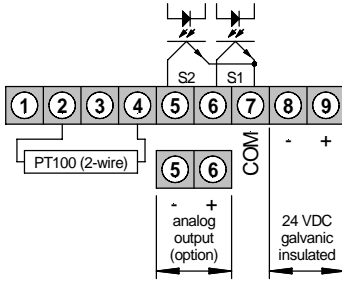 S2 S1
1 2 3 4 5 6 7 8 9
PT100 (2-wire)
5 6
COM
- +
- +
analog
output
(option)
24 VDC
galvanic
insulated